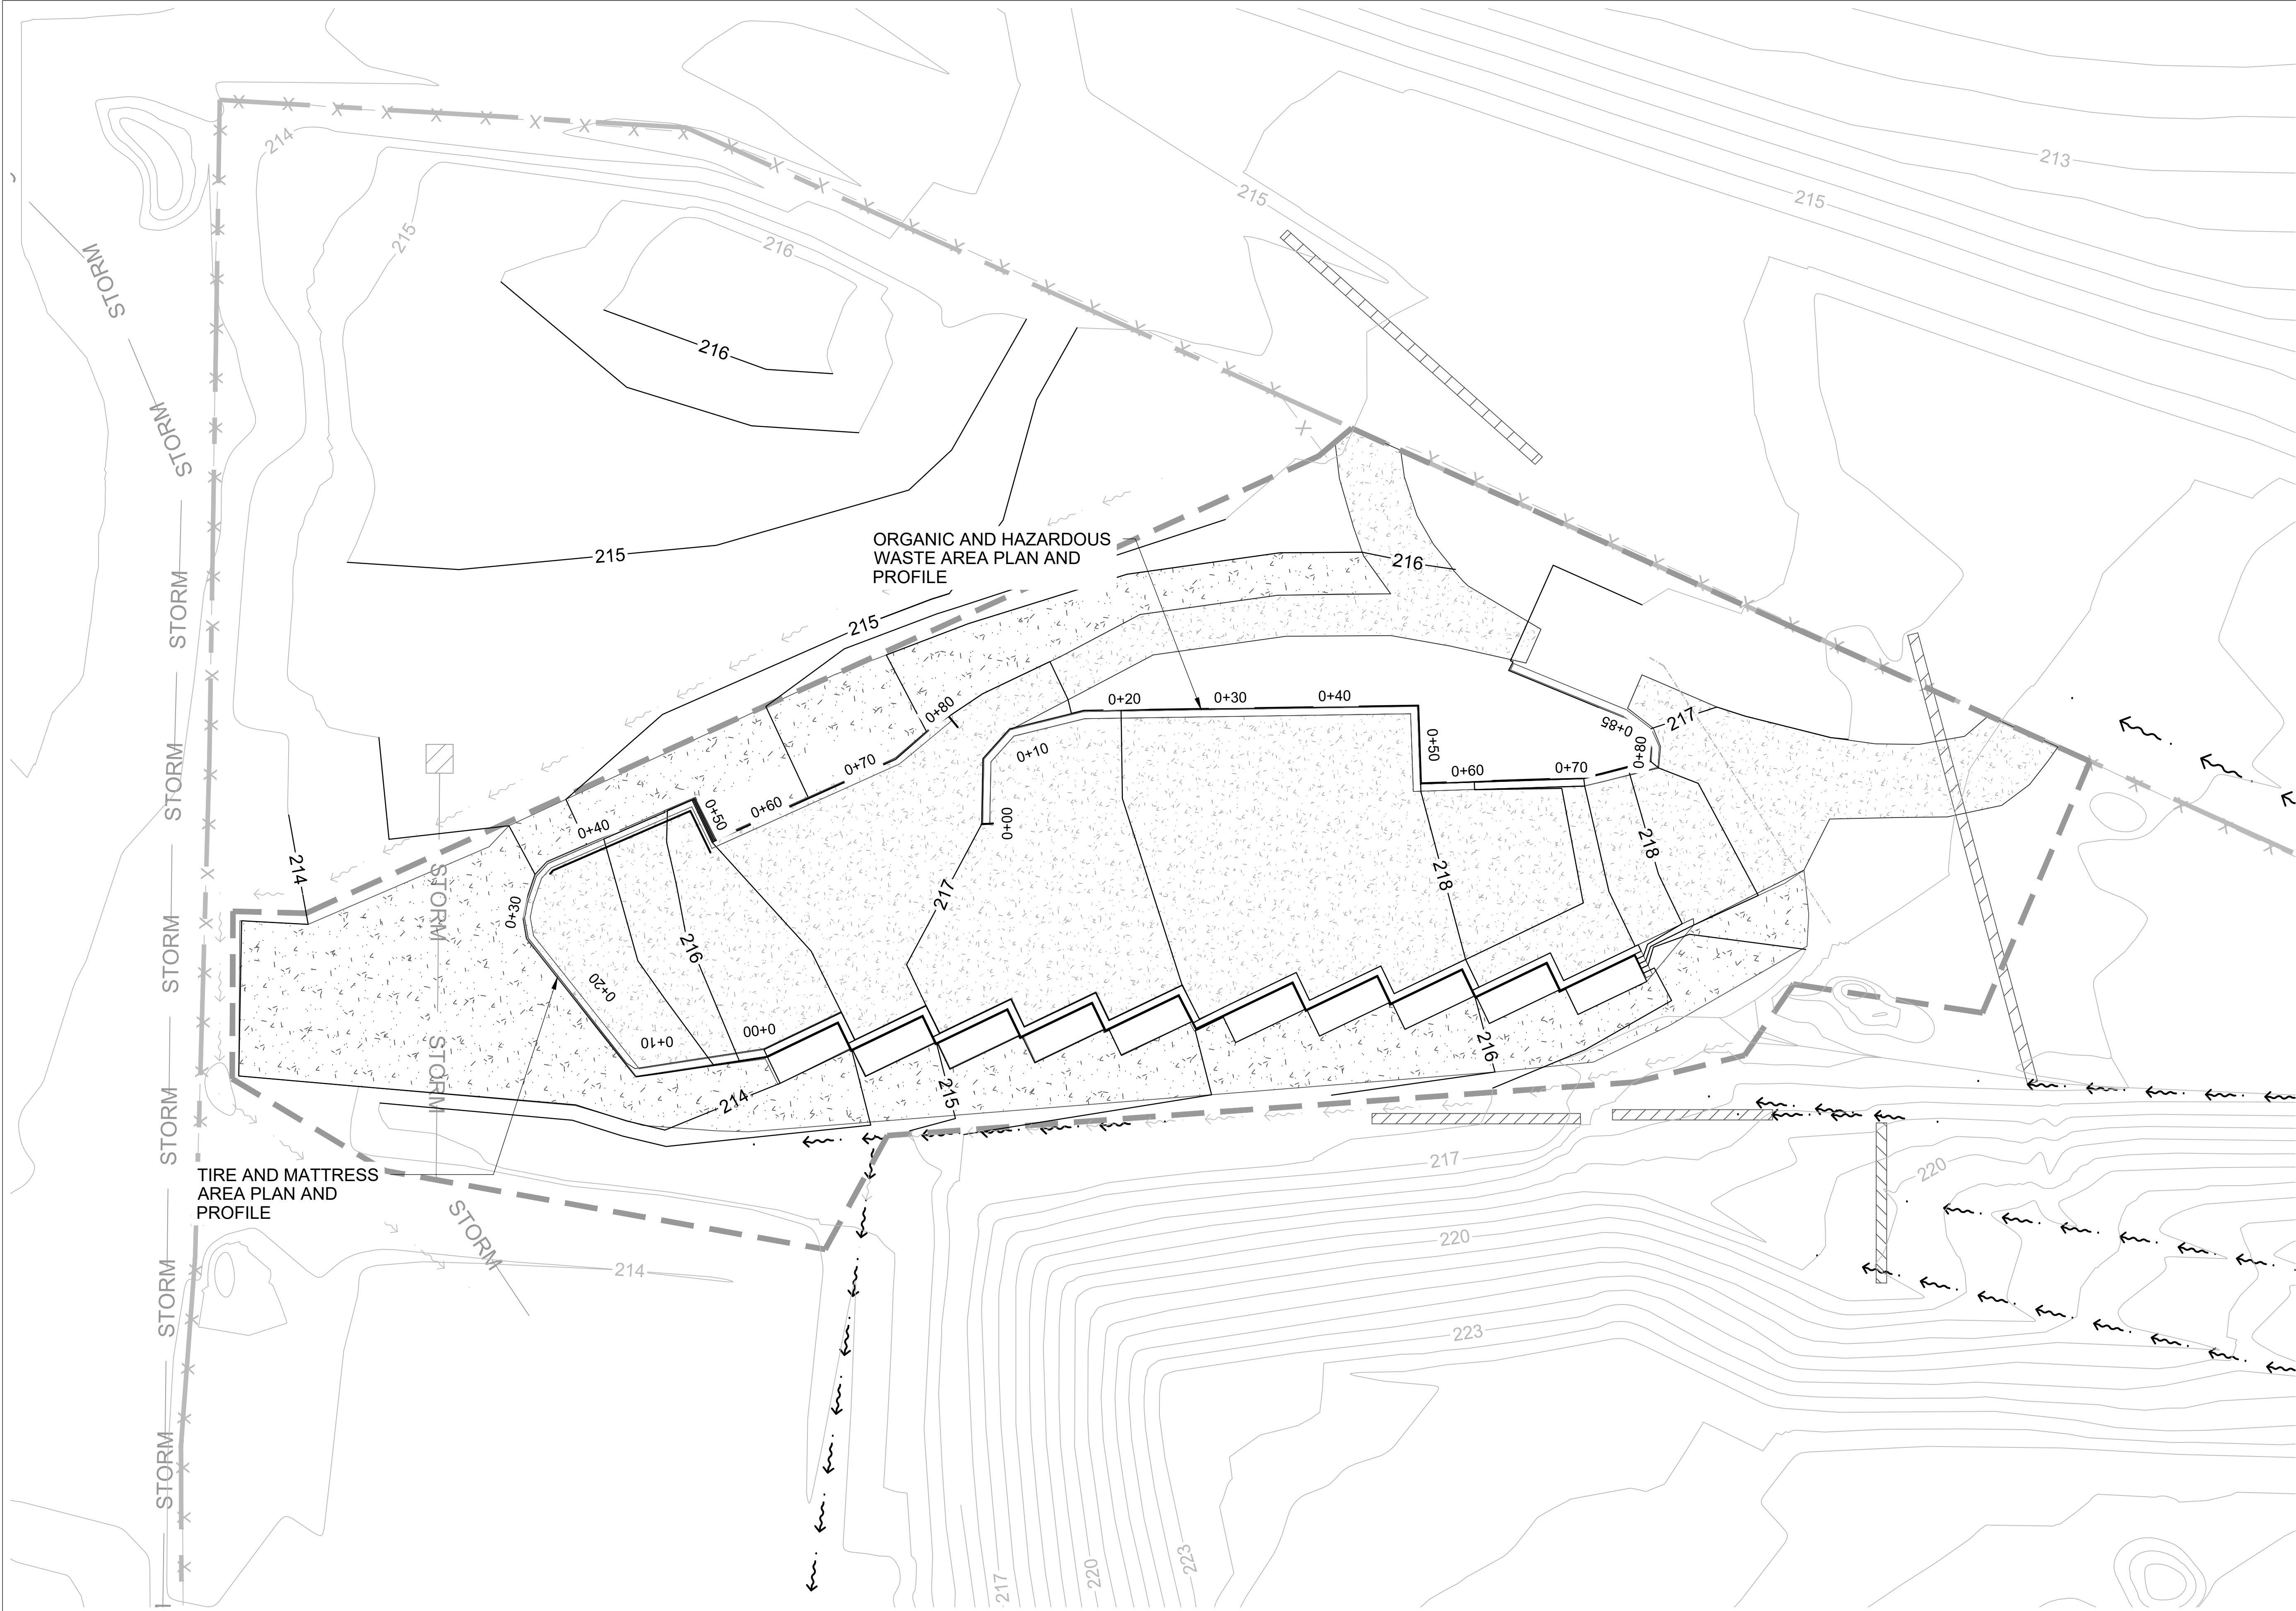 214
213
215
215
STORM
215
216
216
STORM
STORM
215
ORGANIC AND HAZARDOUS
WASTE AREA PLAN AND
PROFILE
216
STORM
215
0+20
0+30
0+40
0+80
217
0+85
0+10
0+50
0+80
0+70
0+60
0+70
STORM
0+60
0+50
0+00
0+40
218
214
218
STORM
217
0+30
216
STORM
0+20
0+00
0+10
216
STORM
215
214
STORM
217
220
TIRE AND MATTRESS
AREA PLAN AND
PROFILE
STORM
220
214
STORM
223
STORM
217
220
223